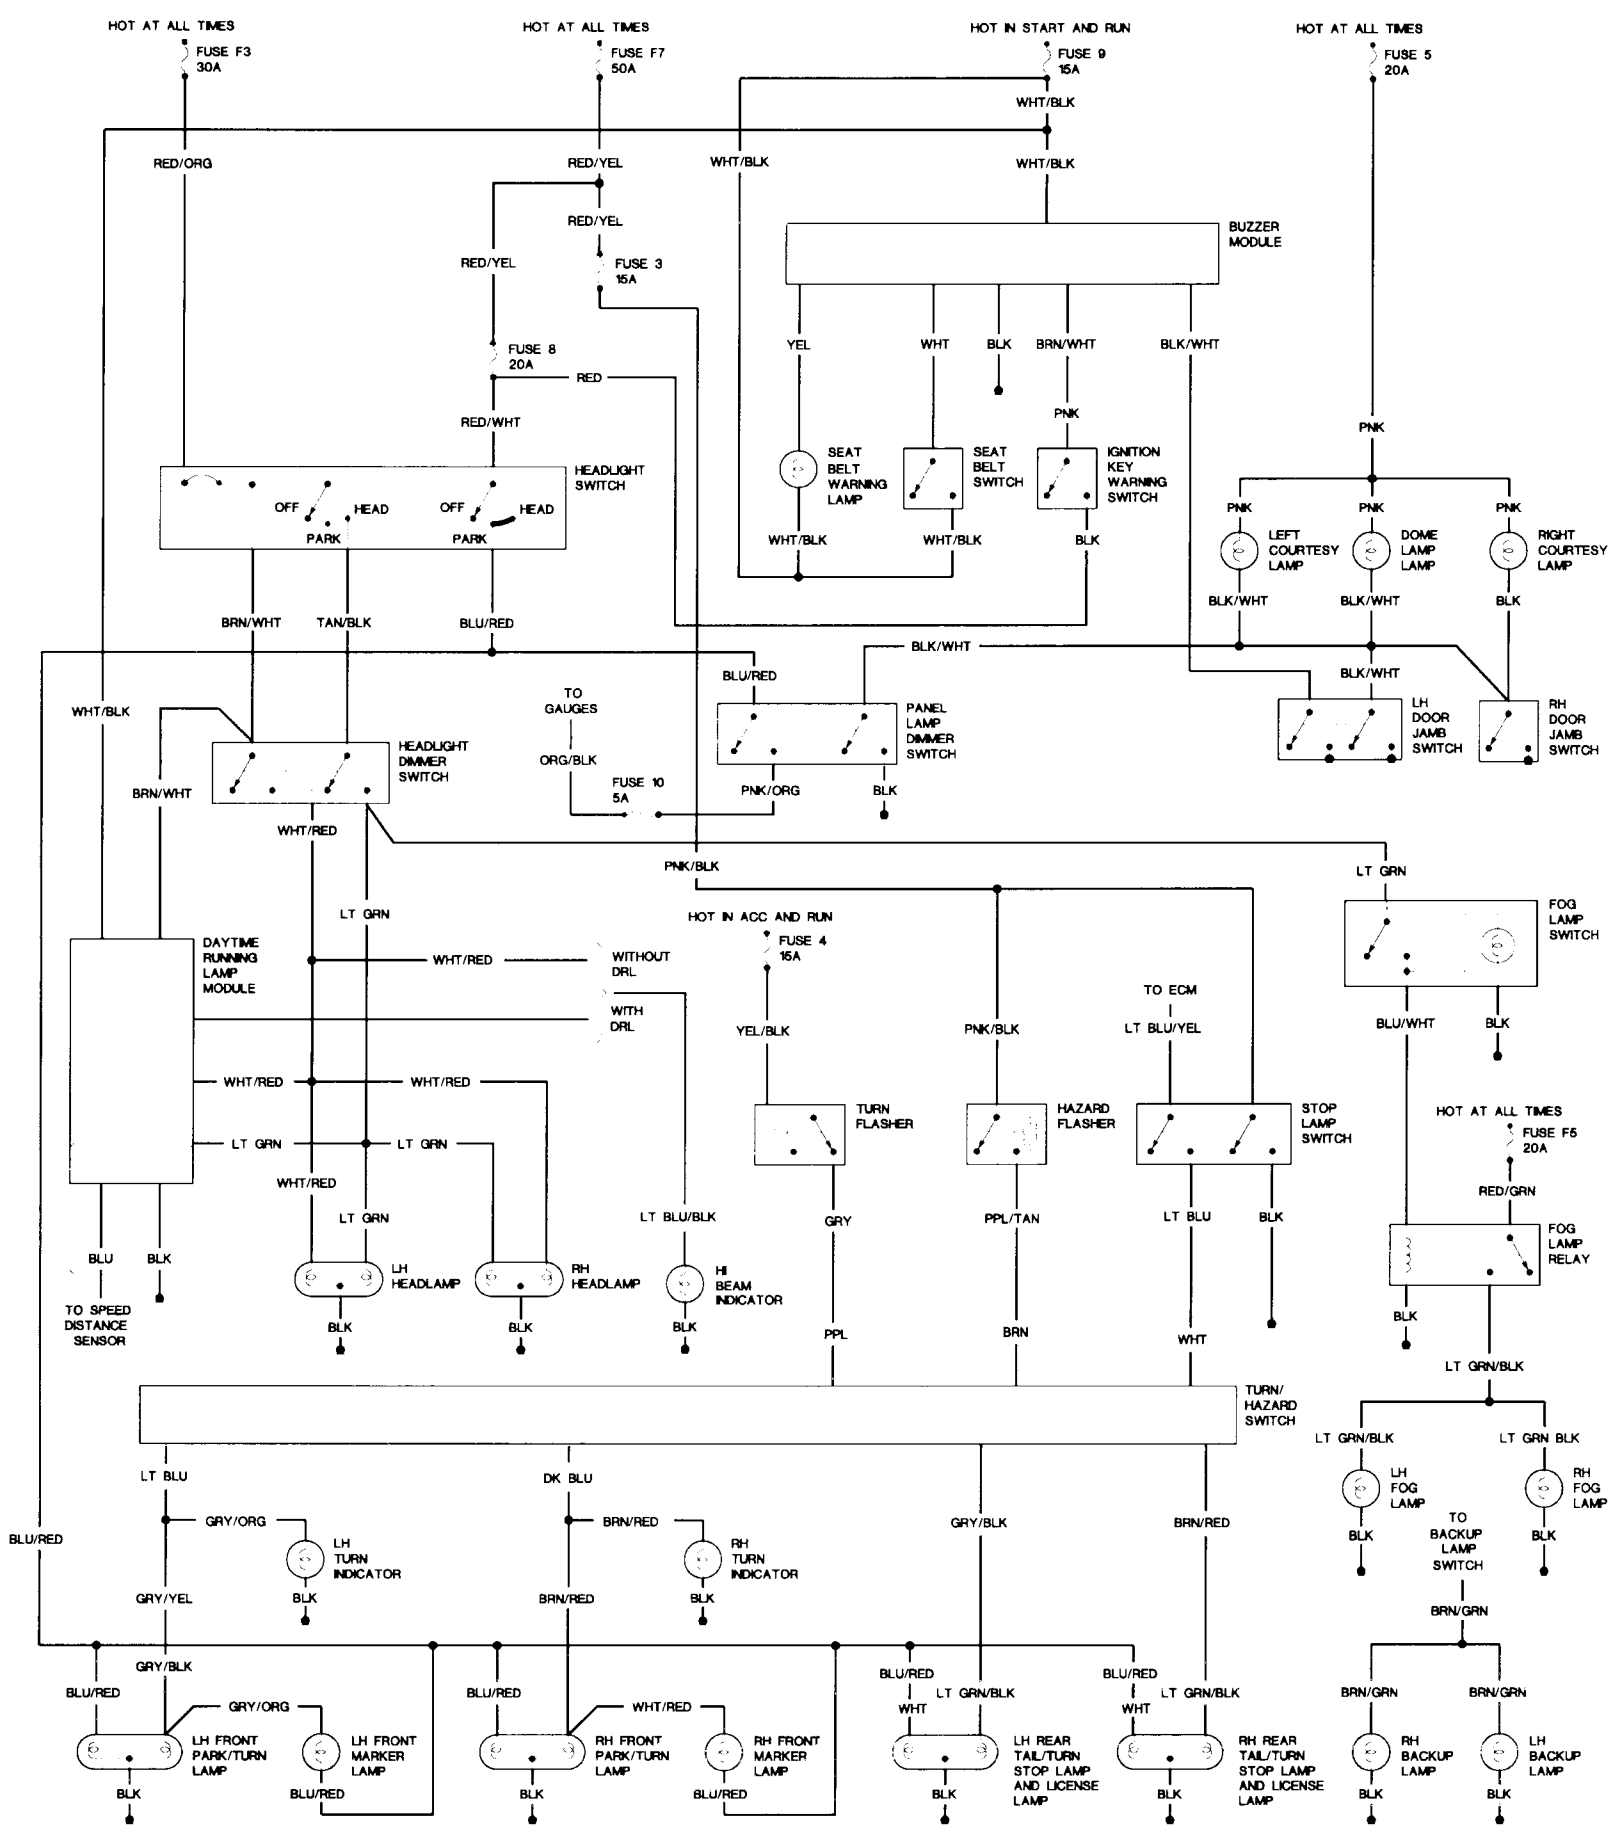 HOT AT ALL TIMES
FUSE F3
30A
HOT AT ALL TIMES
FUSE F7
50A
HOT IN START AND RUN
FUSE 9
15A
HOT AT ALL TIMES
FUSE 5
20A
WHT/BLK
RED/ORG
RED/YEL
WHT/BLK
WHT/BLK
RED/YEL
BUZZER
MODULE
RED/YEL
FUSE 3
15A
FUSE 8
20A
YEL
WHT
BLK
BRN/WHT
BLK/WHT
RED
RED/WHT
PNK
PNK
HEADLIGHT
SWITCH
SEAT
BELT
WARNING
LAMP
SEAT
BELT
SWITCH
IGNITION
KEY
WARNING
SWITCH
OFF
HEAD
PARK
OFF
HEAD
PARK
PNK
PNK
PNK
LEFT
COURTESY
LAMP
DOME
LAMP
LAMP
RIGHT
COURTESY
LAMP
WHT/BLK
WHT/BLK
BLK
BLK/WHT
BLK/WHT
BLK
BRN/WHT
TAN/BLK
BLU/RED
BLK/WHT
BLU/RED
BLK/WHT
TO
GAUGES
WHT/BLK
PANEL
LAMP
DIMMER
SWITCH
LH
DOOR
JAMB
SWITCH
RH
DOOR
JAMB
SWITCH
HEADLIGHT
DIMMER
SWITCH
ORG/BLK
FUSE 10
5A
PNK/ORG
BLK
BRN/WHT
WHT/RED
PNK/BLK
LT GRN
LT GRN
HOT IN ACC AND RUN
FUSE 4
15A
FOG
LAMP
SWITCH
DAYTIME
RUNNING
LAMP
MODULE
WHT/RED
WITHOUT
DRL
WITH
DRL
TO ECM
LT BLU/YEL
YEL/BLK
PNK/BLK
BLU/WHT
BLK
WHT/RED
WHT/RED
TURN
FLASHER
HAZARD
FLASHER
STOP
LAMP
SWITCH
HOT AT ALL TIMES
FUSE F5
20A
LT GRN
LT GRN
WHT/RED
RED/GRN
LT GRN
LT BLU/BLK
GRY
PPL/TAN
LT BLU
BLK
FOG
LAMP
RELAY
BLU
BLK
LH
HEADLAMP
RH
HEADLAMP
HI
BEAM
INDICATOR
TO SPEED
DISTANCE
SENSOR
BLK
BLK
BLK
PPL
BRN
WHT
BLK
LT GRN/BLK
TURN/
HAZARD
SWITCH
LT GRN/BLK
LT GRN BLK
LT BLU
DK BLU
LH
FOG
LAMP
RH
FOG
LAMP
GRY/ORG
BRN/RED
GRY/BLK
BRN/RED
TO
BACKUP
LAMP
SWITCH
BLU/RED
LH
TURN
INDICATOR
RH
TURN
INDICATOR
BLK
BLK
GRY/YEL
BLK
BRN/RED
BLK
BRN/GRN
GRY/BLK
BLU/RED
BLU/RED
BLU/RED
BLU/RED
LT GRN/BLK
LT GRN/BLK
BRN/GRN
BRN/GRN
GRY/ORG
WHT/RED
WHT
WHT
LH FRONT
PARK/TURN
LAMP
LH FRONT
MARKER
LAMP
RH FRONT
PARK/TURN
LAMP
RH FRONT
MARKER
LAMP
LH REAR
TAIL/TURN
STOP LAMP
AND LICENSE
LAMP
RH REAR
TAIL/TURN
STOP LAMP
AND LICENSE
LAMP
RH
BACKUP
LAMP
LH
BACKUP
LAMP
BLK
BLU/RED
BLK
BLU/RED
BLK
BLK
BLK
BLK